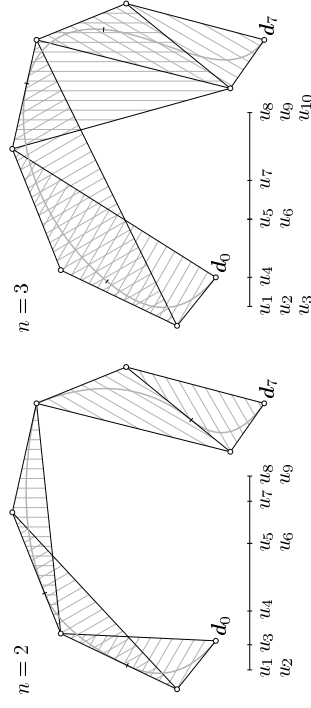 n = 2
d₀
d₇
u₁ u₃ u₄ u₅ u₇ u₈
u₂ u₆ u₉
n = 3
d₀
d₇
u₁ u₄ u₅ u₇ u₈
u₂ u₆ u₉
u₃ u₁₀